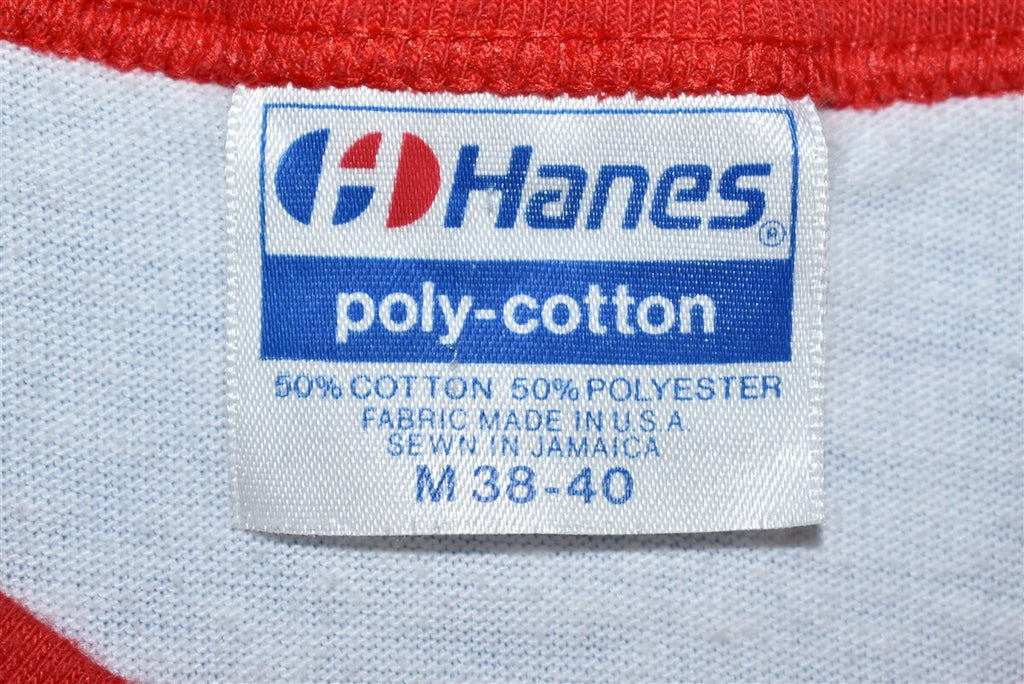 H Hanes®
poly-cotton
50% COTTON 50% POLYESTER
FABRIC MADE IN U.S.A.
SEWN IN JAMAICA
M 38-40